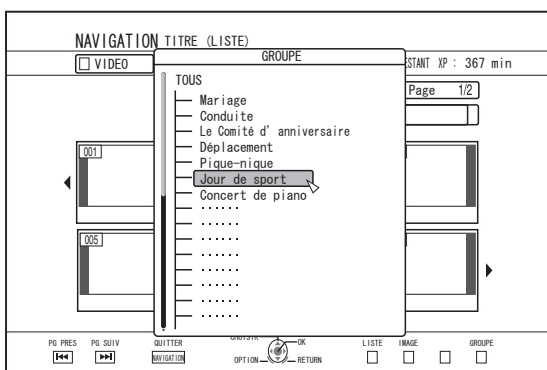 NAVIGATION TITRE (LISTE)
VIDEO
GROUPE
XP : 367 min
TOUS
Page 1/2
Mariage
Conduite
Le Comité d' anniversaire
Déplacement
Pique-nique
Jour de sport
Concert de piano
001
005
PG PRES PG SUIV QUITTER OK LISTE IMAGE GROUPE
NAVIGATION
OPTION RETURN